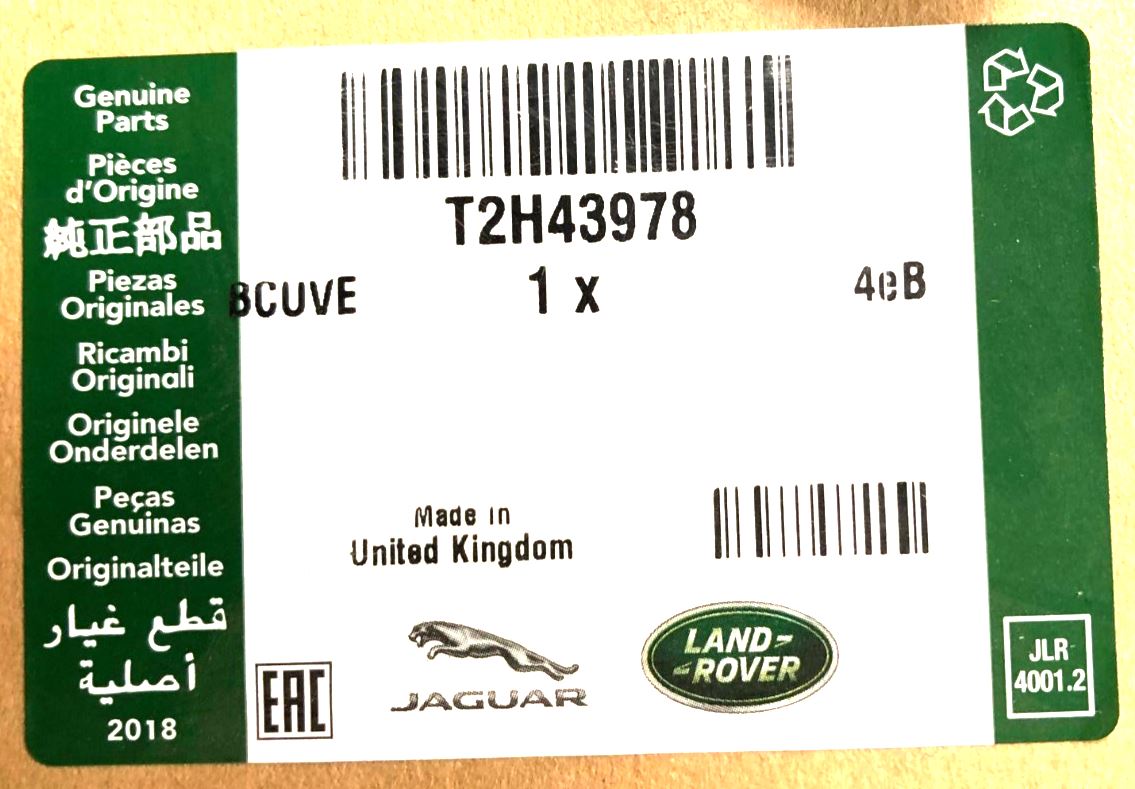 Genuine
Parts
Pièces
d'Origine
純正部品
Piezas
Originales
Ricambi
Originali
Originele
Onderdelen
Peças
Genuinas
Originalteile
قطع غيار
أصلية
2018
T2H43978
BCUVE 1 x 4eB
Made in
United Kingdom
EAC
JAGUAR
LAND-
-ROVER
JLR
4001.2